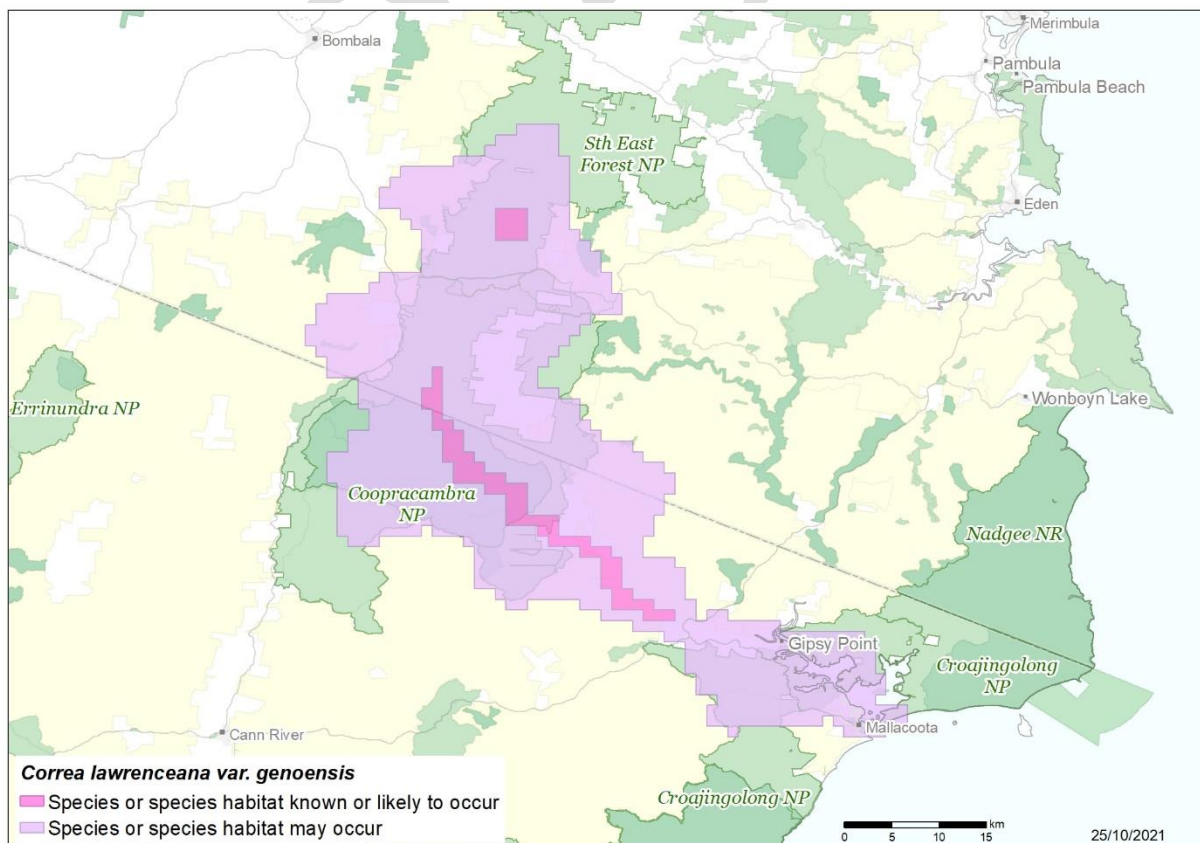 Merimbula
Bombala
Pambula
Pambula Beach
Sth East
Forest NP
Eden
Errinundra NP
Wonboyn Lake
Coopracambra
NP
Nadgee NR
Gipsy Point
Croajingolong
NP
Mallacoota
Cann River
Correa lawrenceana var. genoensis
Species or species habitat known or likely to occur
Species or species habitat may occur
Croajingolong NP
km
0 5 10 15
25/10/2021